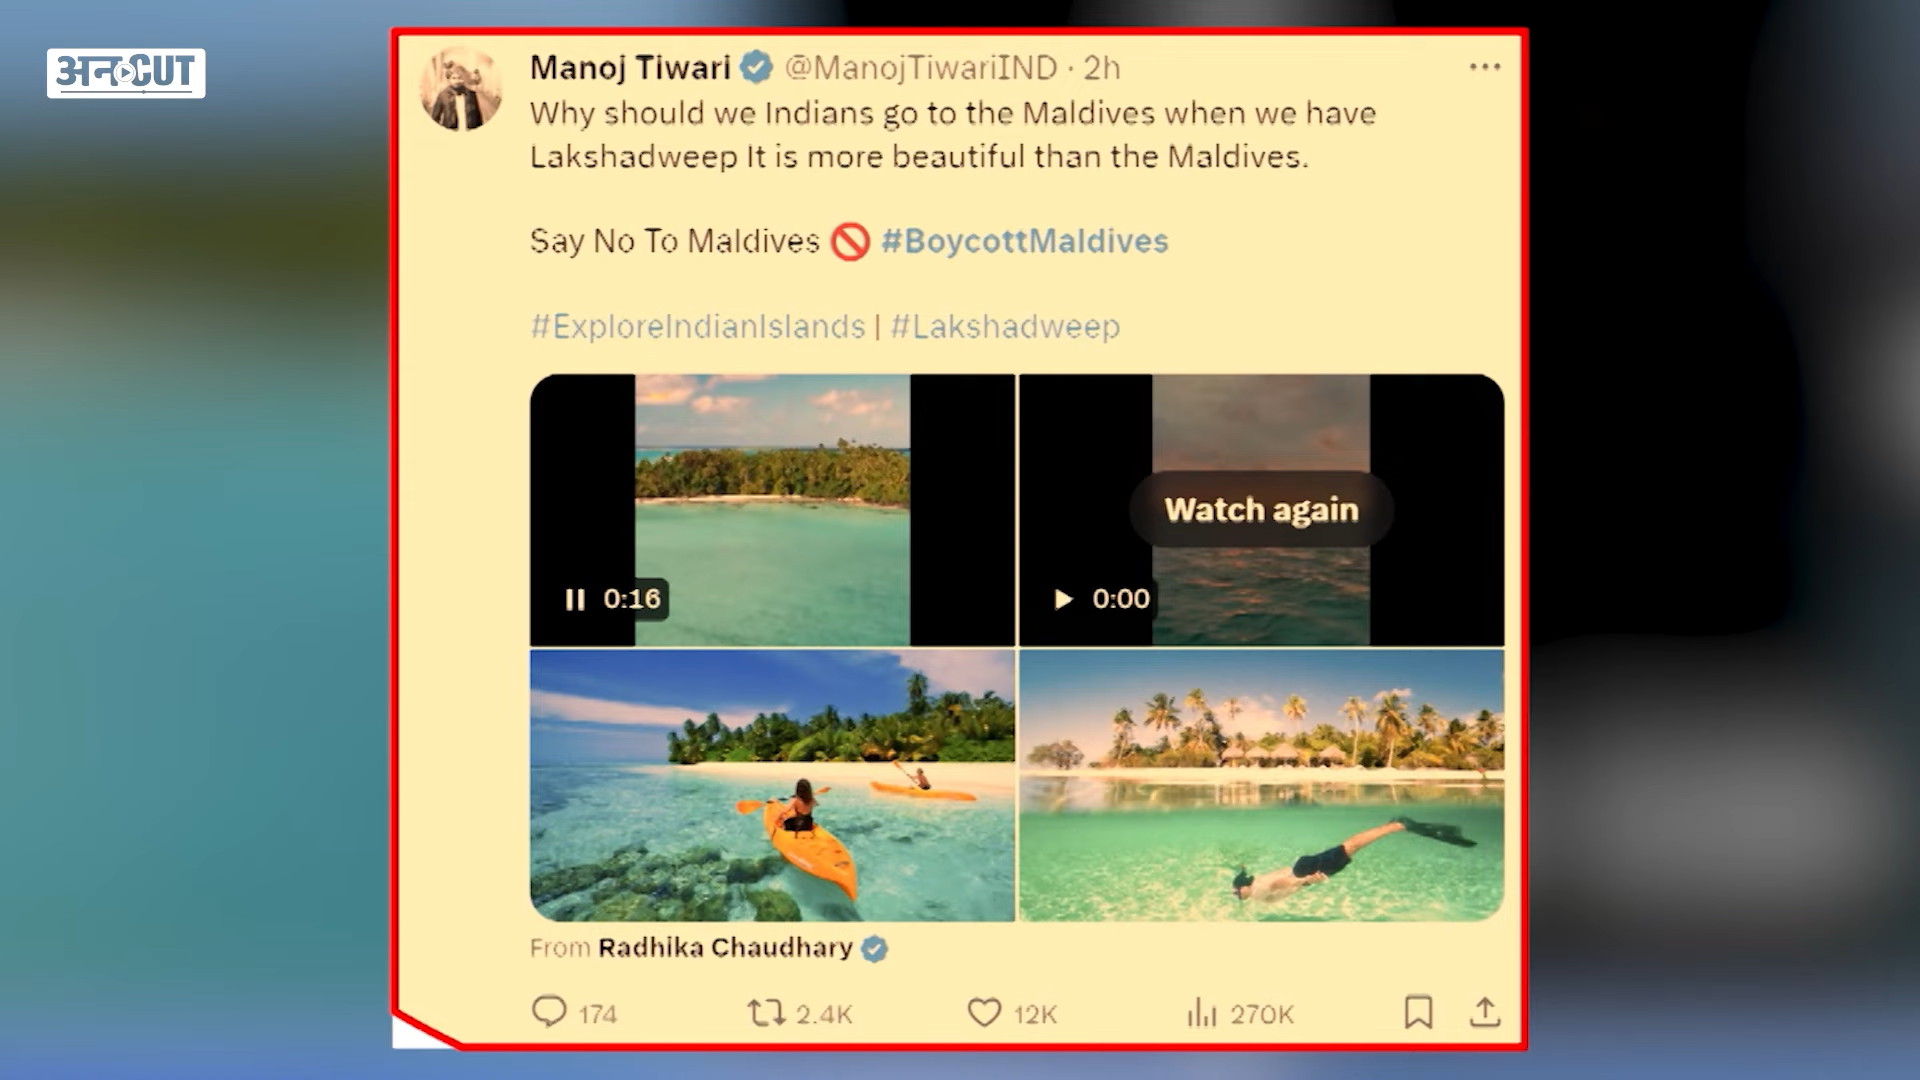 अनCUT
Manoj Tiwari @ManojTiwariIND · 2h
Why should we Indians go to the Maldives when we have
Lakshadweep It is more beautiful than the Maldives.
Say No To Maldives 🚫 #BoycottMaldives
#ExploreIndianIslands | #Lakshadweep
Watch again
0:16
0:00
From Radhika Chaudhary
174 2.4K 12K 270K